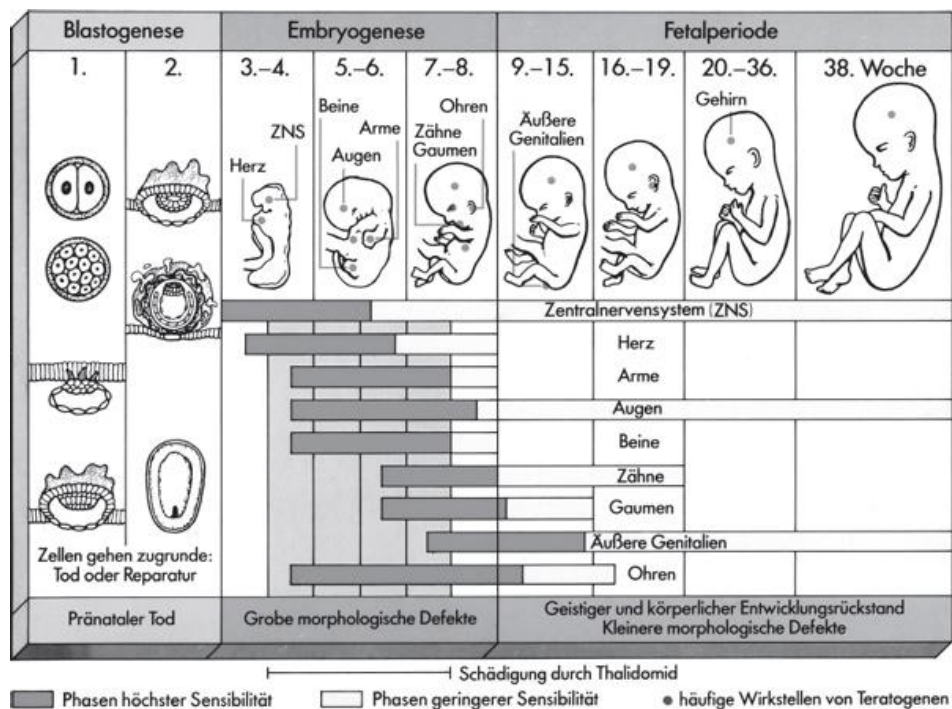 Blastogenese Embryogenese Fetalperiode
1. 2. 3.–4. 5.–6. 7.–8. 9.–15. 16.–19. 20.–36. 38. Woche
Herz
ZNS
Beine
Augen
Arme
Zähne
Gaumen
Ohren
Äußere
Genitalien
Gehirn
Zentralnervensystem (ZNS)
Herz
Arme
Augen
Beine
Zähne
Gaumen
Äußere Genitalien
Ohren
Zellen gehen zugrunde:
Tod oder Reparatur
Pränataler Tod
Grobe morphologische Defekte
Geistiger und körperlicher Entwicklungsrückstand
Kleinere morphologische Defekte
Schädigung durch Thalidomid
Phasen höchster Sensibilität
Phasen geringerer Sensibilität
häufige Wirkstellen von Teratogenen